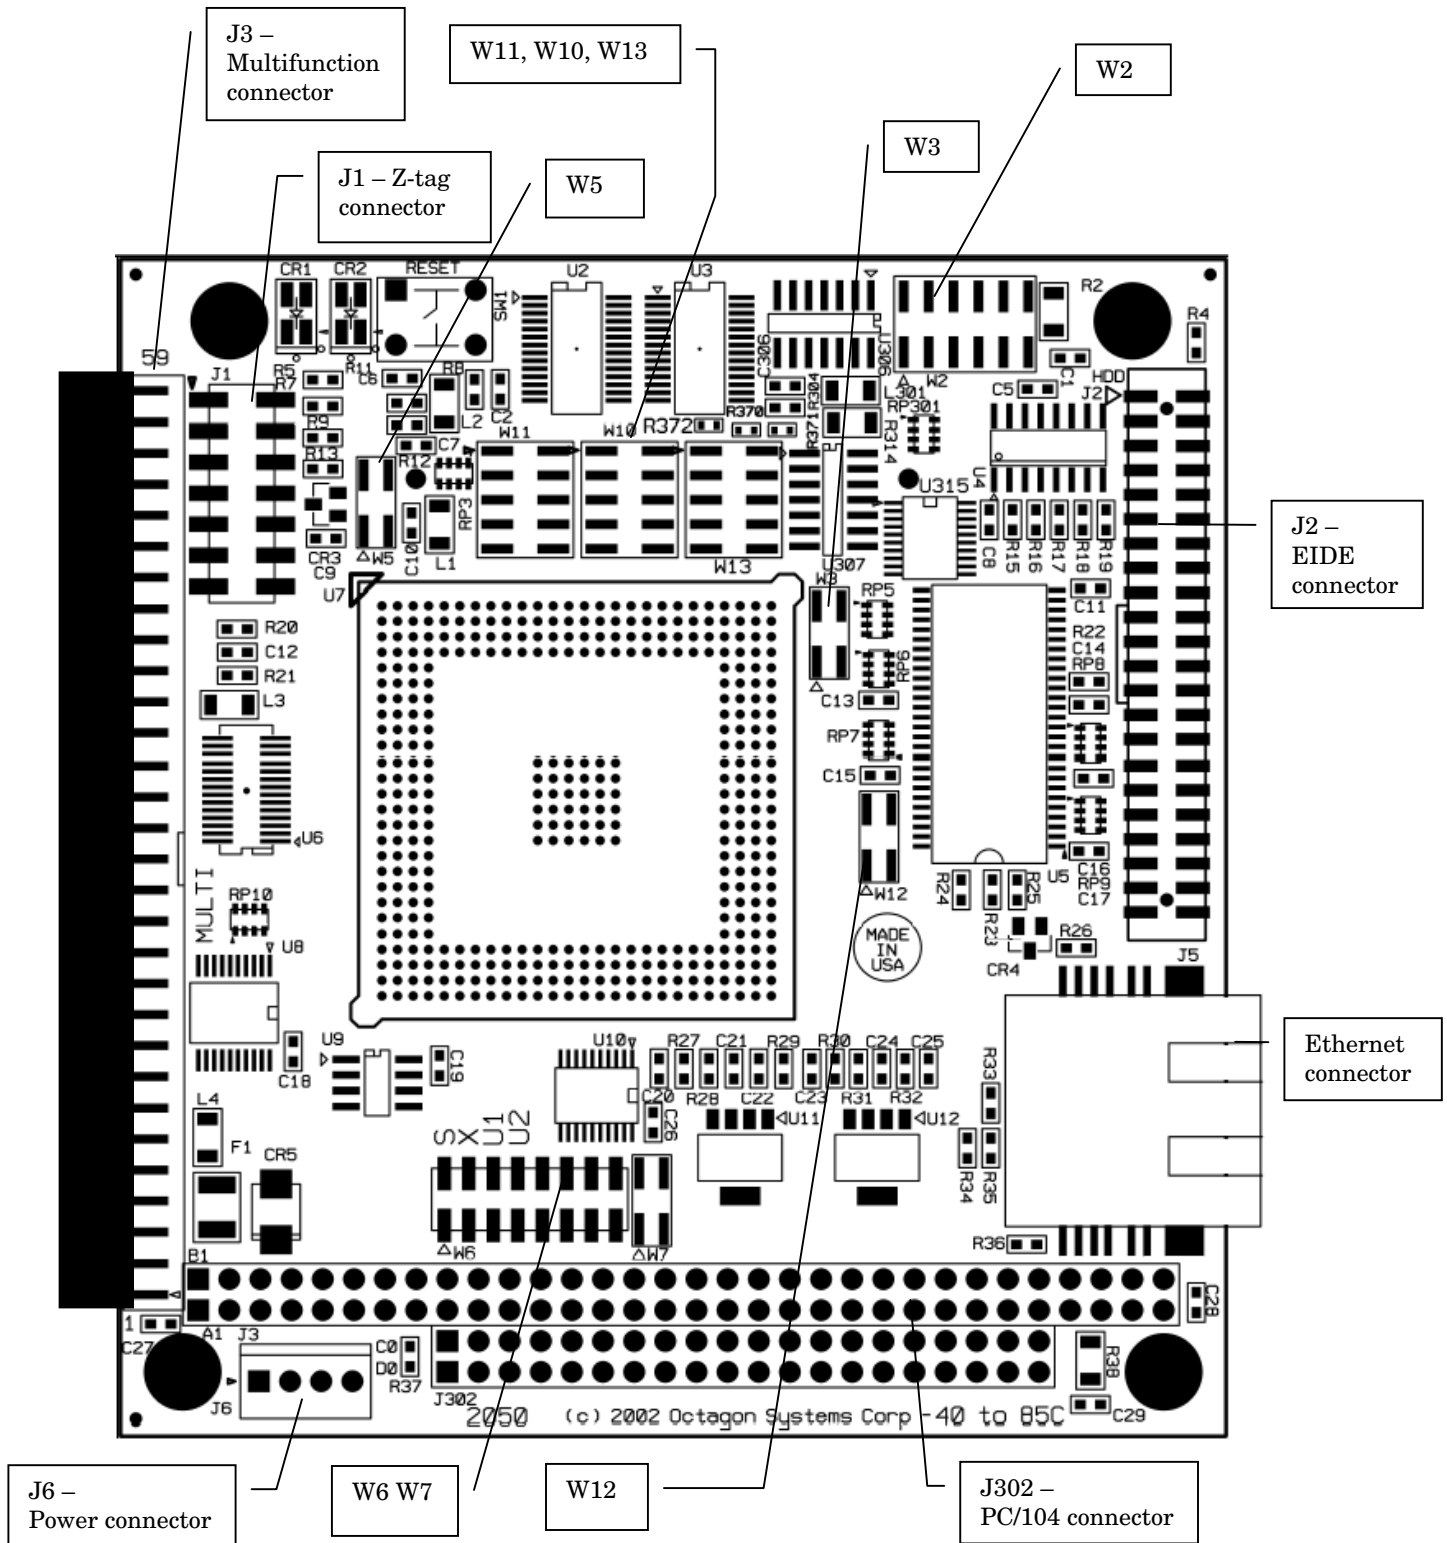 J3 –
Multifunction
connector
W11, W10, W13
W2
W3
J1 – Z-tag
connector
W5
CR1
CR2
RESET
SW1
U2
U3
U301
C306
R2
R4
59
J1
R5
R7
R11
C6
R8
L2
C2
R304
L301
W2
C1
C5
HDD
J2
R9
R13
R12
C7
W11
W10
R372
R370
R371
R314
RP301
U4
U315
RP3
CR3
C9
W5
C10
L1
W13
U307
W3
C8
R15
R16
R17
R18
R19
J2 –
EIDE
connector
U7
RP5
C11
R20
C12
R21
L3
RP6
C13
R22
C14
RP8
RP7
C15
U6
MULTI
RP10
U8
W12
R24
R23
R25
U5
C16
RP9
C17
MADE
IN
USA
CR4
R26
J5
U9
C18
C19
U10
R27
C21
R29
R30
C24
C25
C20
R28
C22
C23
R31
R32
C26
U11
U12
R33
R34
R35
R36
Ethernet
connector
L4
F1
CR5
S
X
U1
U2
W6
W7
B1
A1
1
C27
J3
J6
C0
D0
R37
J302
C28
R38
C29
2050 (c) 2002 Octagon Systems Corp -40 to 85C
J6 –
Power connector
W6 W7
W12
J302 –
PC/104 connector